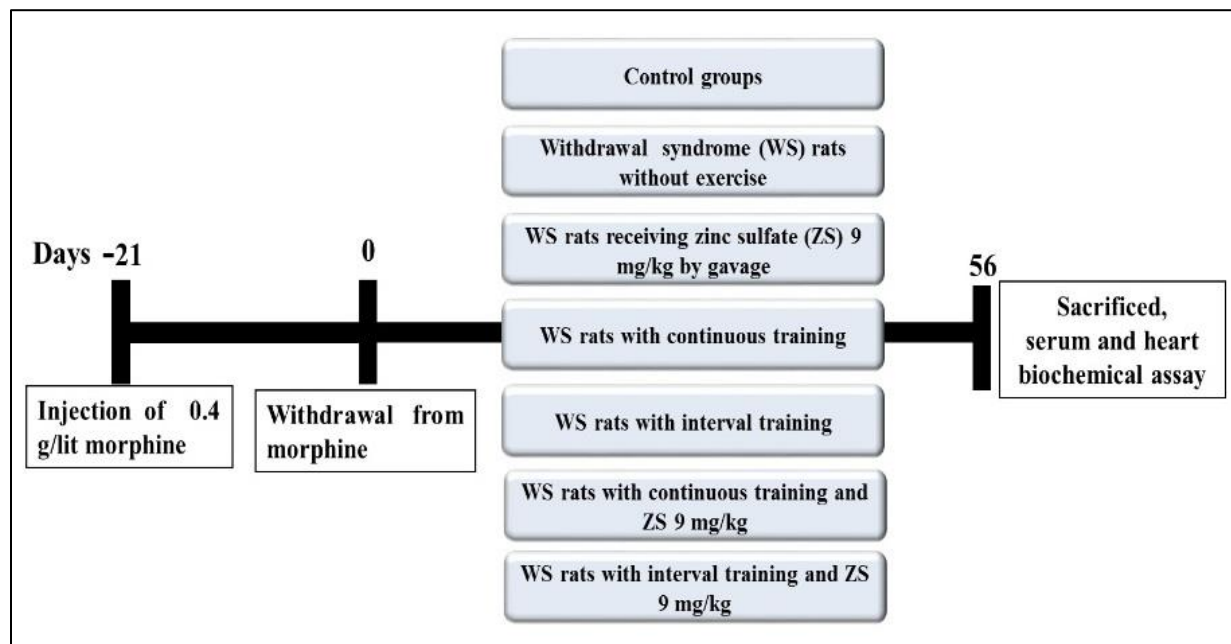 Control groups
Withdrawal syndrome (WS) rats
without exercise
WS rats receiving zinc sulfate (ZS) 9
mg/kg by gavage
WS rats with continuous training
WS rats with interval training
WS rats with continuous training and
ZS 9 mg/kg
WS rats with interval training and ZS
9 mg/kg
Days -21
0
56
Injection of 0.4
g/lit morphine
Withdrawal from
morphine
Sacrificed,
serum and heart
biochemical assay